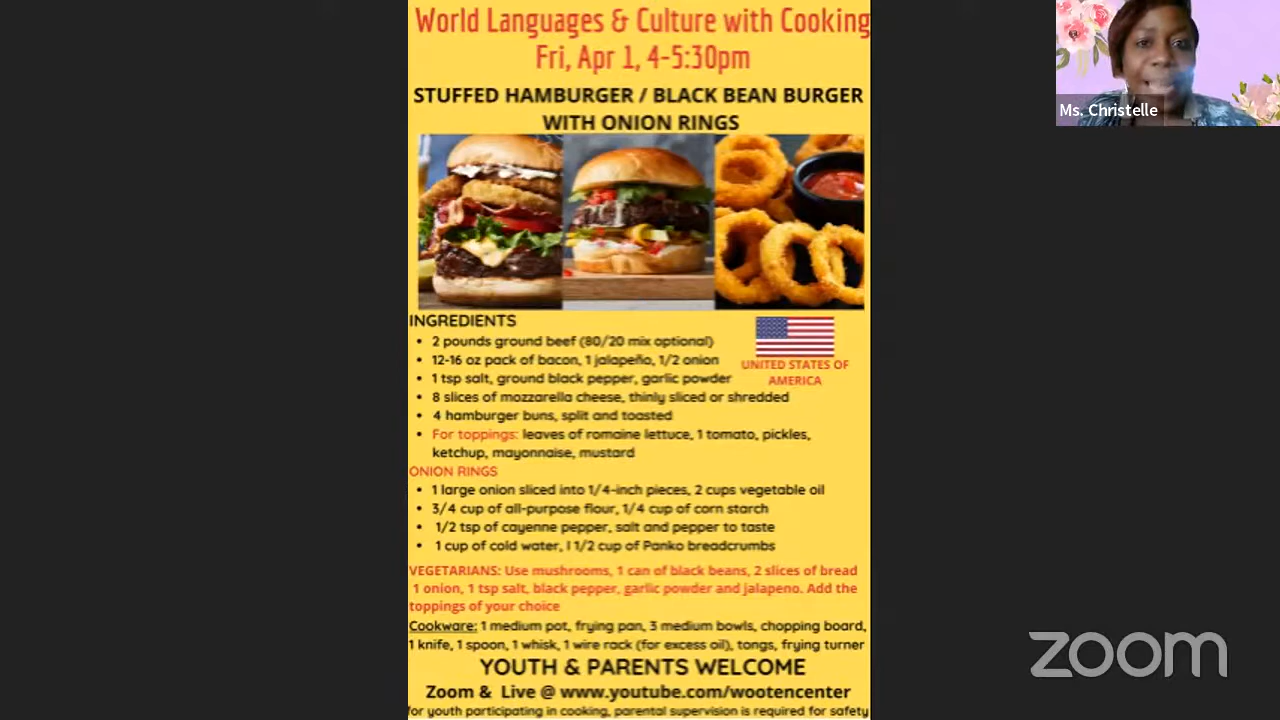 World Languages & Culture with Cooking
Fri, Apr 1, 4-5:30pm
STUFFED HAMBURGER / BLACK BEAN BURGER
WITH ONION RINGS
INGREDIENTS
• 2 pounds ground beef (80/20 mix optional)
• 12-16 oz pack of bacon, 1 jalapeño, 1/2 onion
• 1 tsp salt, ground black pepper, garlic powder
• 8 slices of mozzarella cheese, thinly sliced or shredded
• 4 hamburger buns, split and toasted
• For toppings: leaves of romaine lettuce, 1 tomato, pickles,
ketchup, mayonnaise, mustard
UNITED STATES OF
AMERICA
ONION RINGS
• 1 large onion sliced into 1/4-inch pieces, 2 cups vegetable oil
• 3/4 cup of all-purpose flour, 1/4 cup of corn starch
• 1/2 tsp of cayenne pepper, salt and pepper to taste
• 1 cup of cold water, I 1/2 cup of Panko breadcrumbs
VEGETARIANS: Use mushrooms, 1 can of black beans, 2 slices of bread
1 onion, 1 tsp salt, black pepper, garlic powder and jalapeno. Add the
toppings of your choice
Cookware: 1 medium pot, frying pan, 3 medium bowls, chopping board,
1 knife, 1 spoon, 1 whisk, 1 wire rack (for excess oil), tongs, frying turner
YOUTH & PARENTS WELCOME
Zoom & Live @ www.youtube.com/wootencenter
for youth participating in cooking, parental supervision is required for safety
Ms. Christelle
zoom